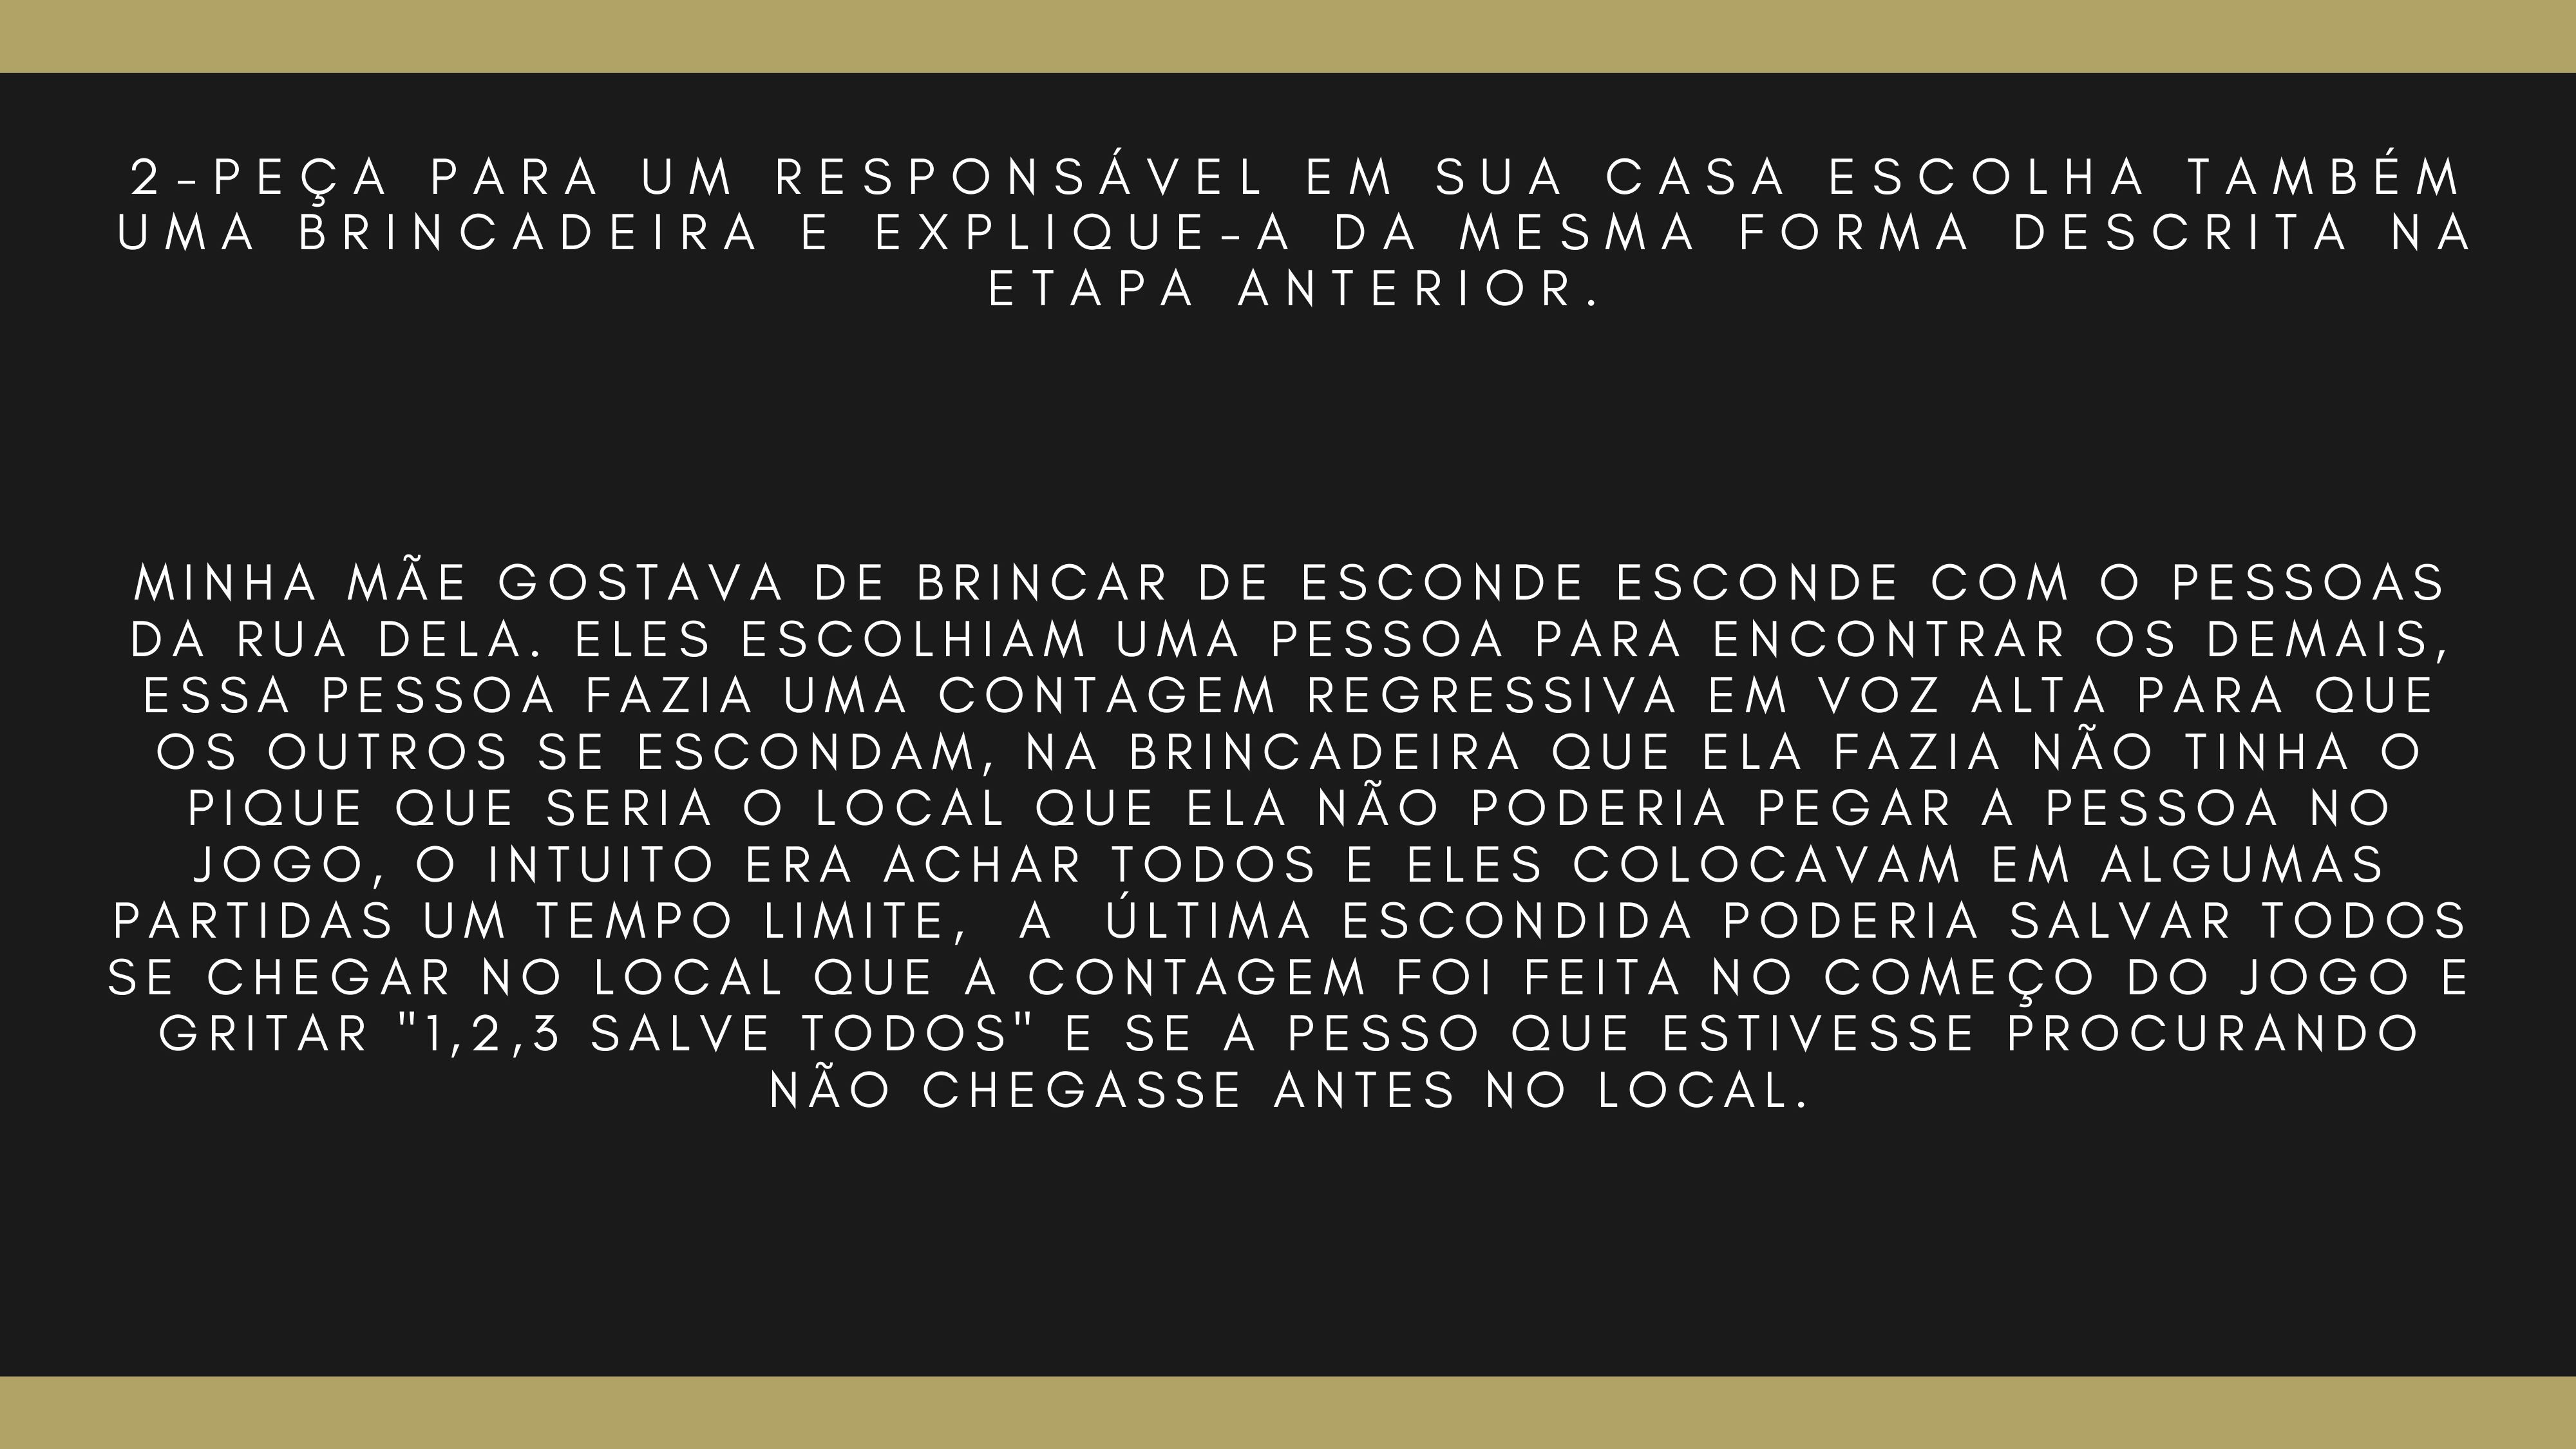 2-PEÇA PARA UM RESPONSÁVEL EM SUA CASA ESCOLHA TAMBÉM
UMA BRINCADEIRA E EXPLIQUE-A DA MESMA FORMA DESCRITA NA
ETAPA ANTERIOR.
MINHA MÃE GOSTAVA DE BRINCAR DE ESCONDE ESCONDE COM O PESSOAS
DA RUA DELA. ELES ESCOLHIAM UMA PESSOA PARA ENCONTRAR OS DEMAIS,
ESSA PESSOA FAZIA UMA CONTAGEM REGRESSIVA EM VOZ ALTA PARA QUE
OS OUTROS SE ESCONDAM, NA BRINCADEIRA QUE ELA FAZIA NÃO TINHA O
PIQUE QUE SERIA O LOCAL QUE ELA NÃO PODERIA PEGAR A PESSOA NO
JOGO, O INTUITO ERA ACHAR TODOS E ELES COLOCAVAM EM ALGUMAS
PARTIDAS UM TEMPO LIMITE, A ÚLTIMA ESCONDIDA PODERIA SALVAR TODOS
SE CHEGAR NO LOCAL QUE A CONTAGEM FOI FEITA NO COMEÇO DO JOGO E
GRITAR "1,2,3 SALVE TODOS" E SE A PESSO QUE ESTIVESSE PROCURANDO
NÃO CHEGASSE ANTES NO LOCAL.